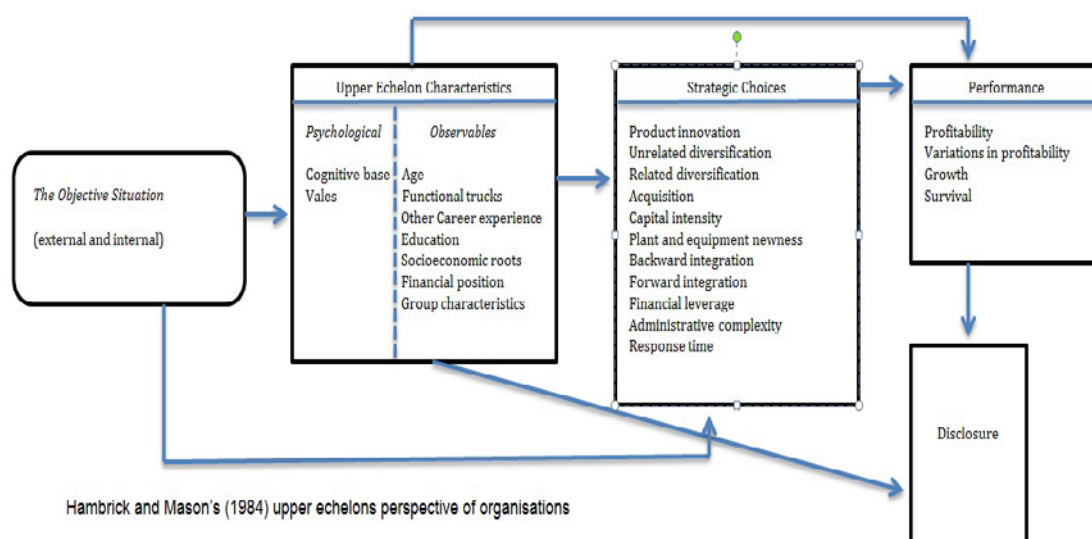 The Objective Situation
(external and internal)
Upper Echelon Characteristics
Psychological
Cognitive base
Vales
Observables
Age
Functional trucks
Other Career experience
Education
Socioeconomic roots
Financial position
Group characteristics
Strategic Choices
Product innovation
Unrelated diversification
Related diversification
Acquisition
Capital intensity
Plant and equipment newness
Backward integration
Forward integration
Financial leverage
Administrative complexity
Response time
Performance
Profitability
Variations in profitability
Growth
Survival
Disclosure
Hambrick and Mason's (1984) upper echelons perspective of organisations